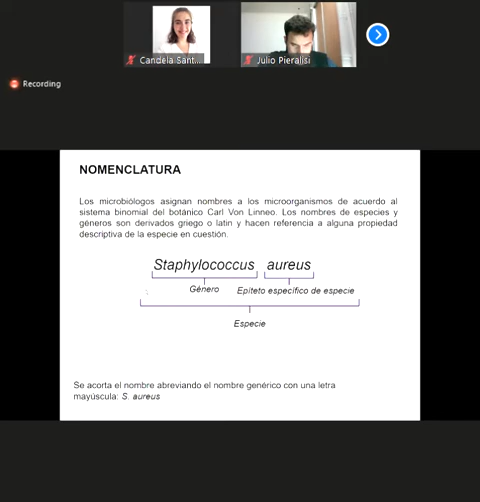 Candela Sant...
Julio Pieralisi
Recording
NOMENCLATURA
Los microbiólogos asignan nombres a los microorganismos de acuerdo al
sistema binomial del botánico Carl Von Linneo. Los nombres de especies y
géneros son derivados griego o latin y hacen referencia a alguna propiedad
descriptiva de la especie en cuestión.
Staphylococcus aureus
Género
Epíteto específico de especie
Especie
Se acorta el nombre abreviando el nombre genérico con una letra
mayúscula: S. aureus